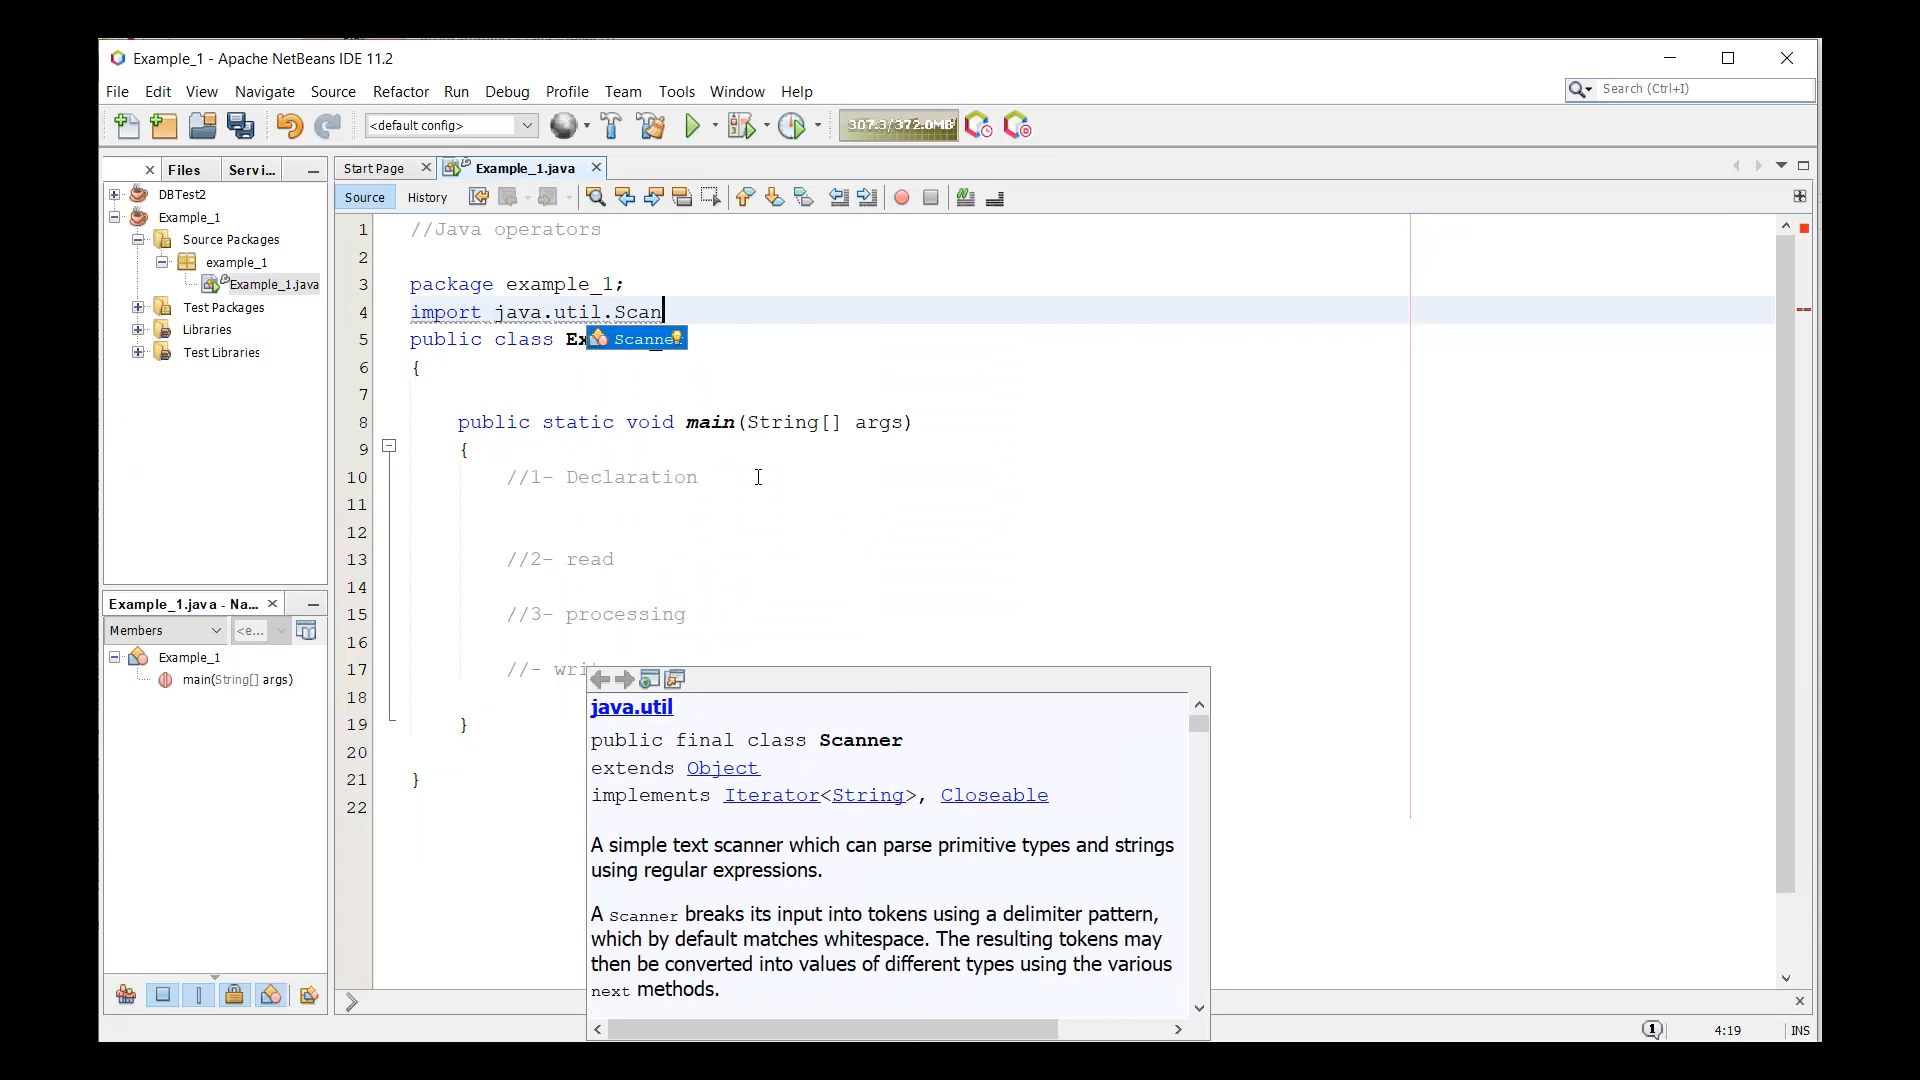 Example_1 - Apache NetBeans IDE 11.2
File Edit View Navigate Source Refactor Run Debug Profile Team Tools Window Help
Search (Ctrl+I)
<default config>
307.3/372.0MB
Files
Servi...
Start Page
Example_1.java
DBTest2
Example_1
Source Packages
example_1
Example_1.java
Test Packages
Libraries
Test Libraries
Source
History
1 //Java operators
2
3 package example_1;
4 import java.util.Scan
Scanner
5 public class Ex
6 {
7
8 public static void main(String[] args)
9 {
10 //1- Declaration
11
12
13 //2- read
14
15 //3- processing
16
17 //- wri
18
19 }
20
21 }
22
java.util
public final class Scanner
extends Object
implements Iterator<String>, Closeable
A simple text scanner which can parse primitive types and strings
using regular expressions.
A Scanner breaks its input into tokens using a delimiter pattern,
which by default matches whitespace. The resulting tokens may
then be converted into values of different types using the various
next methods.
Example_1.java - Na...
Members
<e...
Example_1
main(String[] args)
1
4:19
INS